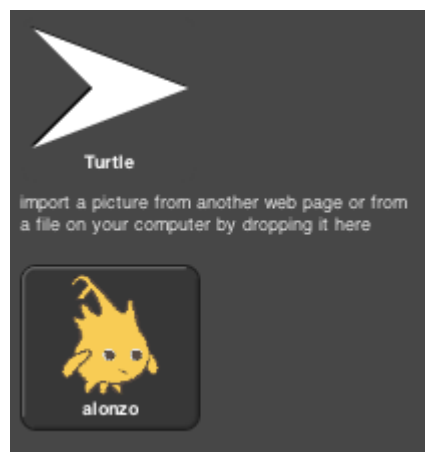 Turtle
import a picture from another web page or from
a file on your computer by dropping it here
alonzo